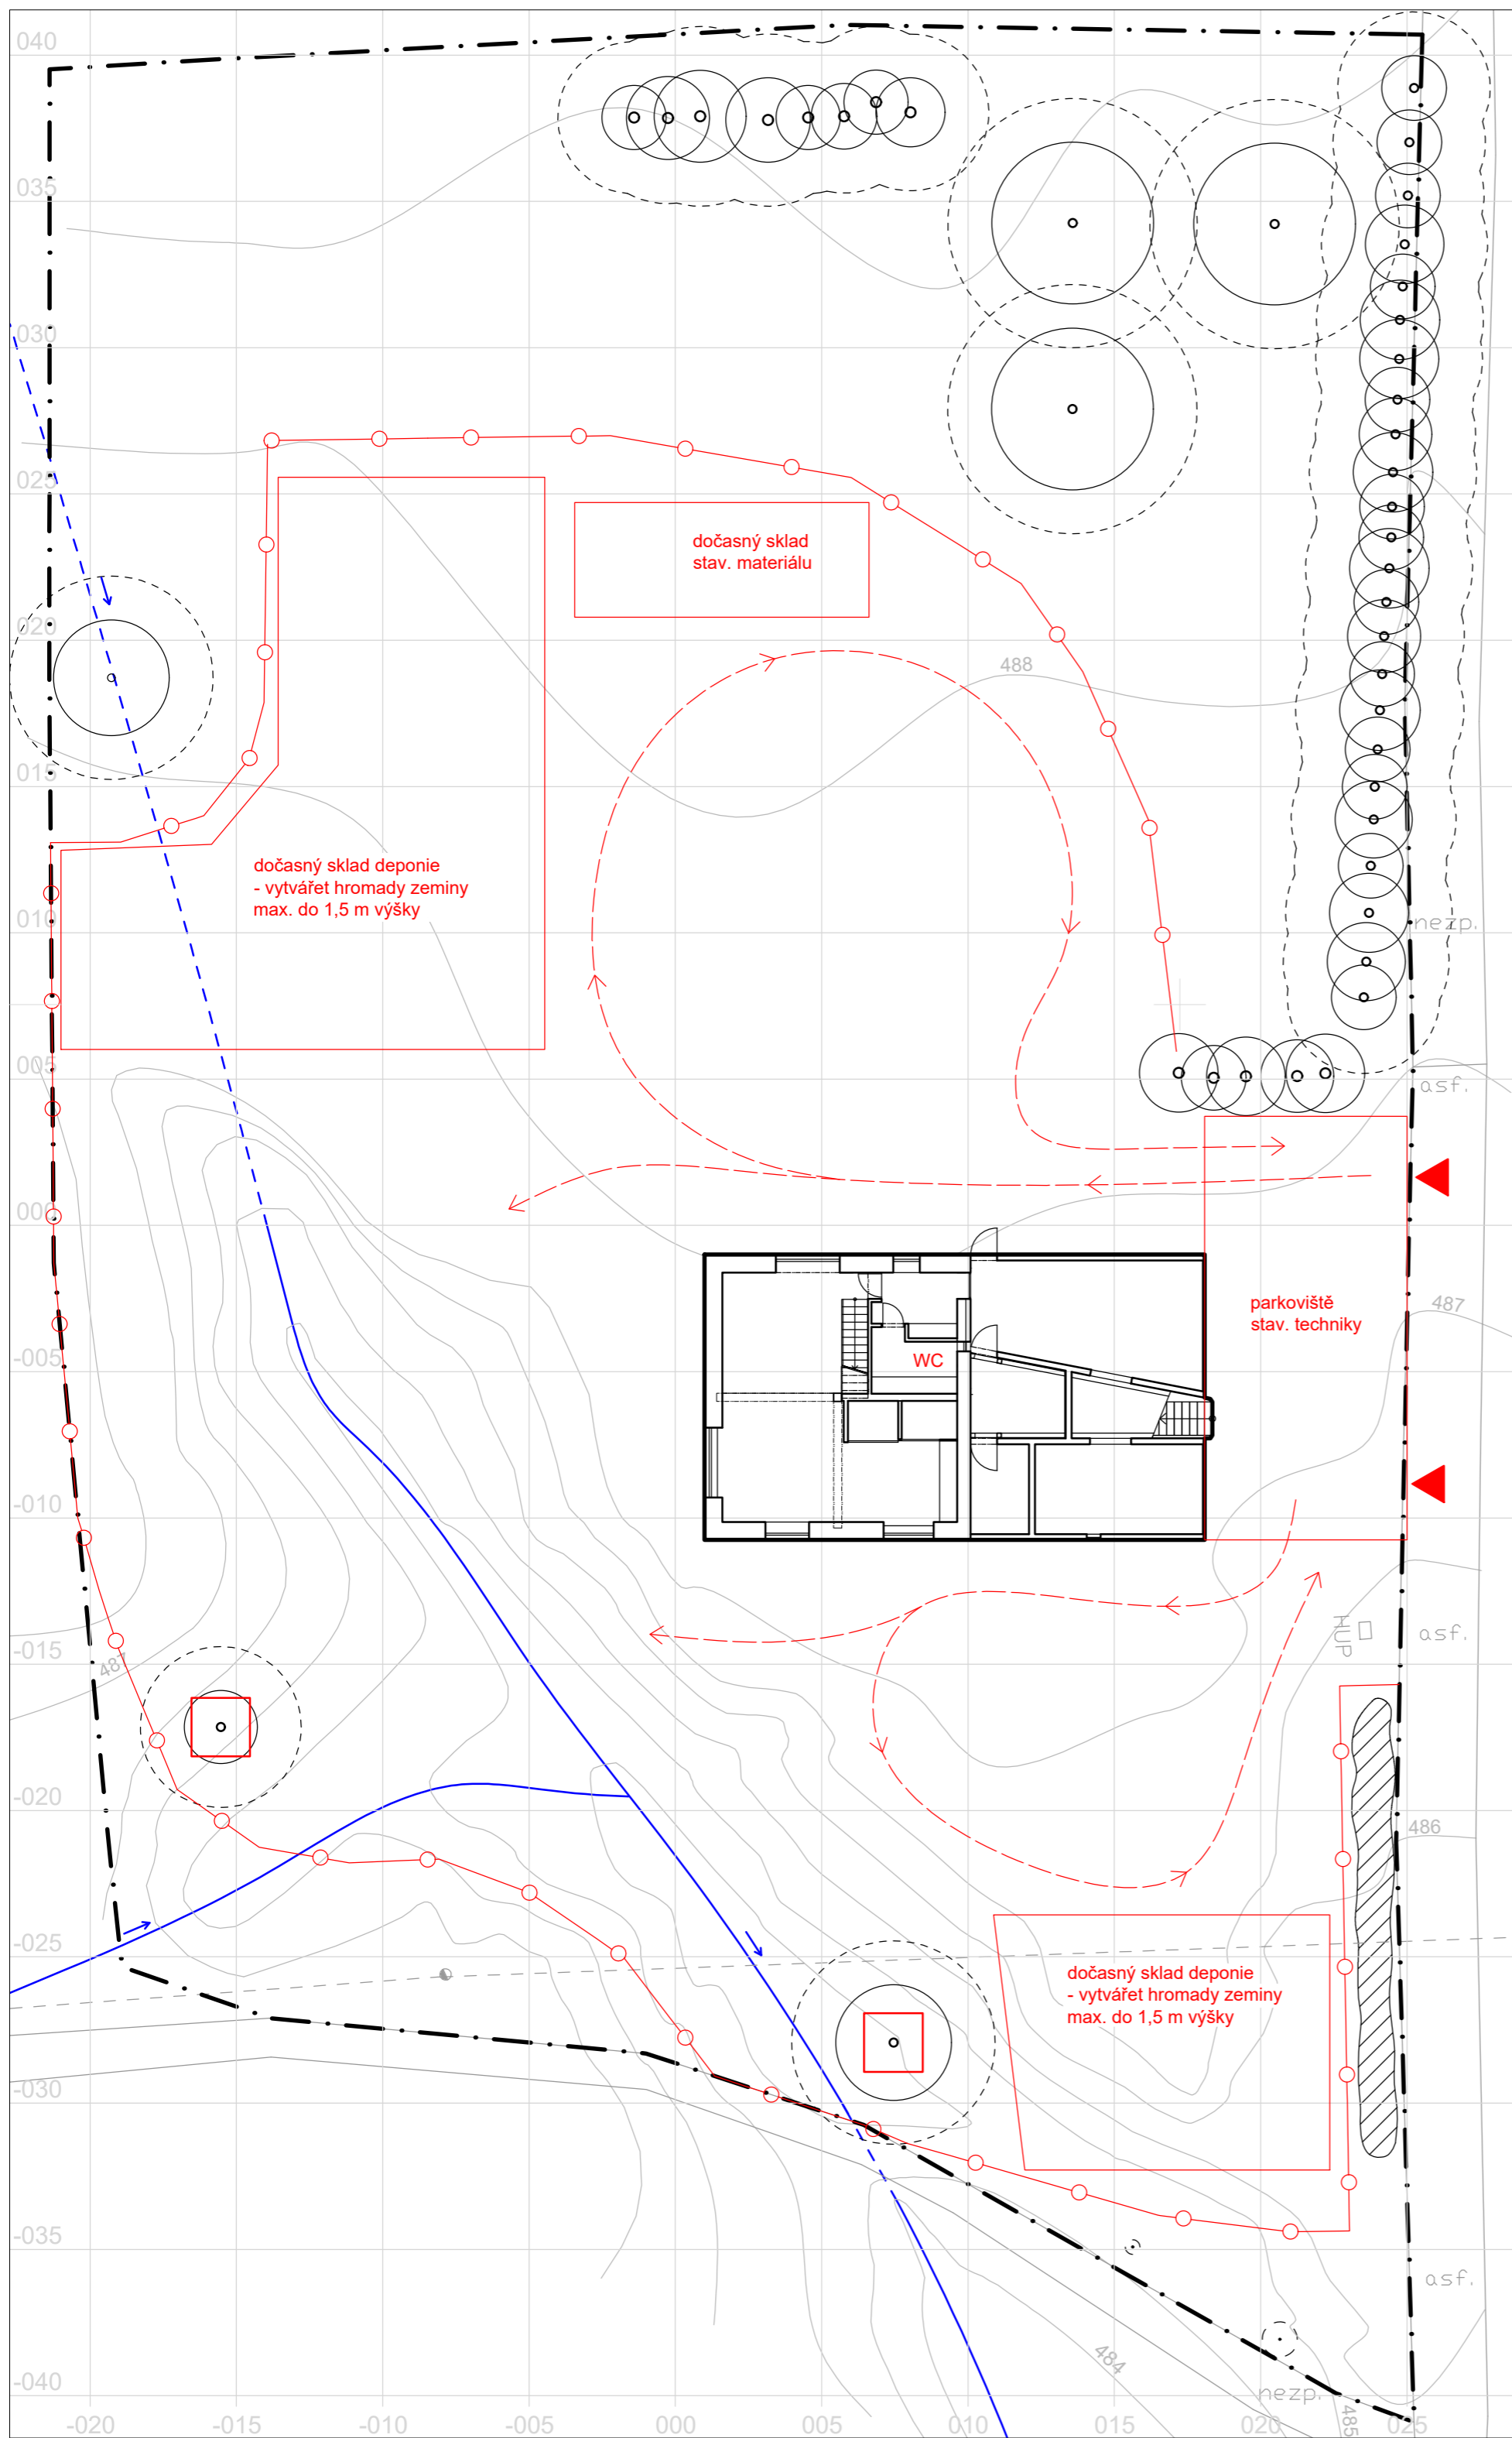 040
035
030
025
020
015
010
005
000
-005
-010
-015
-020
-025
-030
-035
-040
dočasný sklad
stav. materiálu
488
dočasný sklad deponie
- vytvářet hromady zeminy
max. do 1,5 m výšky
nezp.
asf.
parkoviště
stav. techniky
487
WC
HUP
asf.
487
486
dočasný sklad deponie
- vytvářet hromady zeminy
max. do 1,5 m výšky
asf.
484
nezp.
485
-020 -015 -010 -005 000 005 010 015 020 025